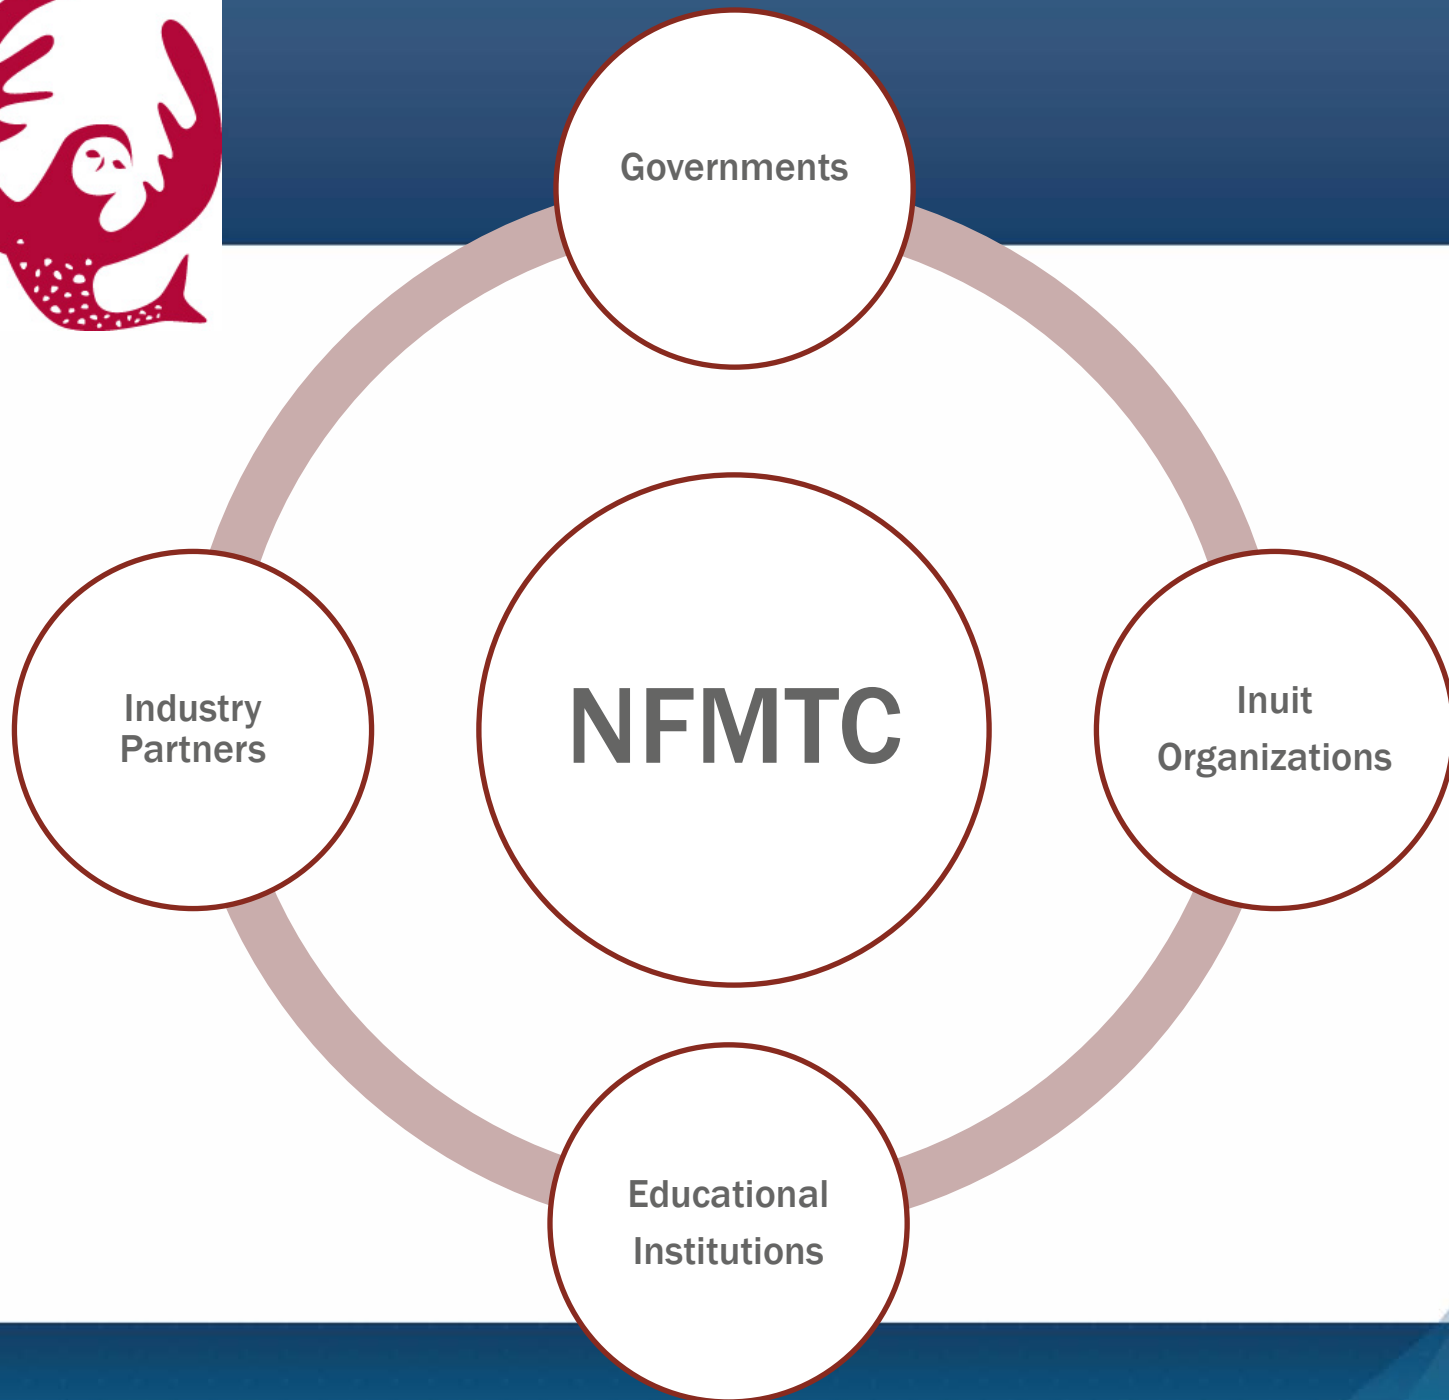 Governments
Industry
Partners
NFMTC
Inuit
Organizations
Educational
Institutions